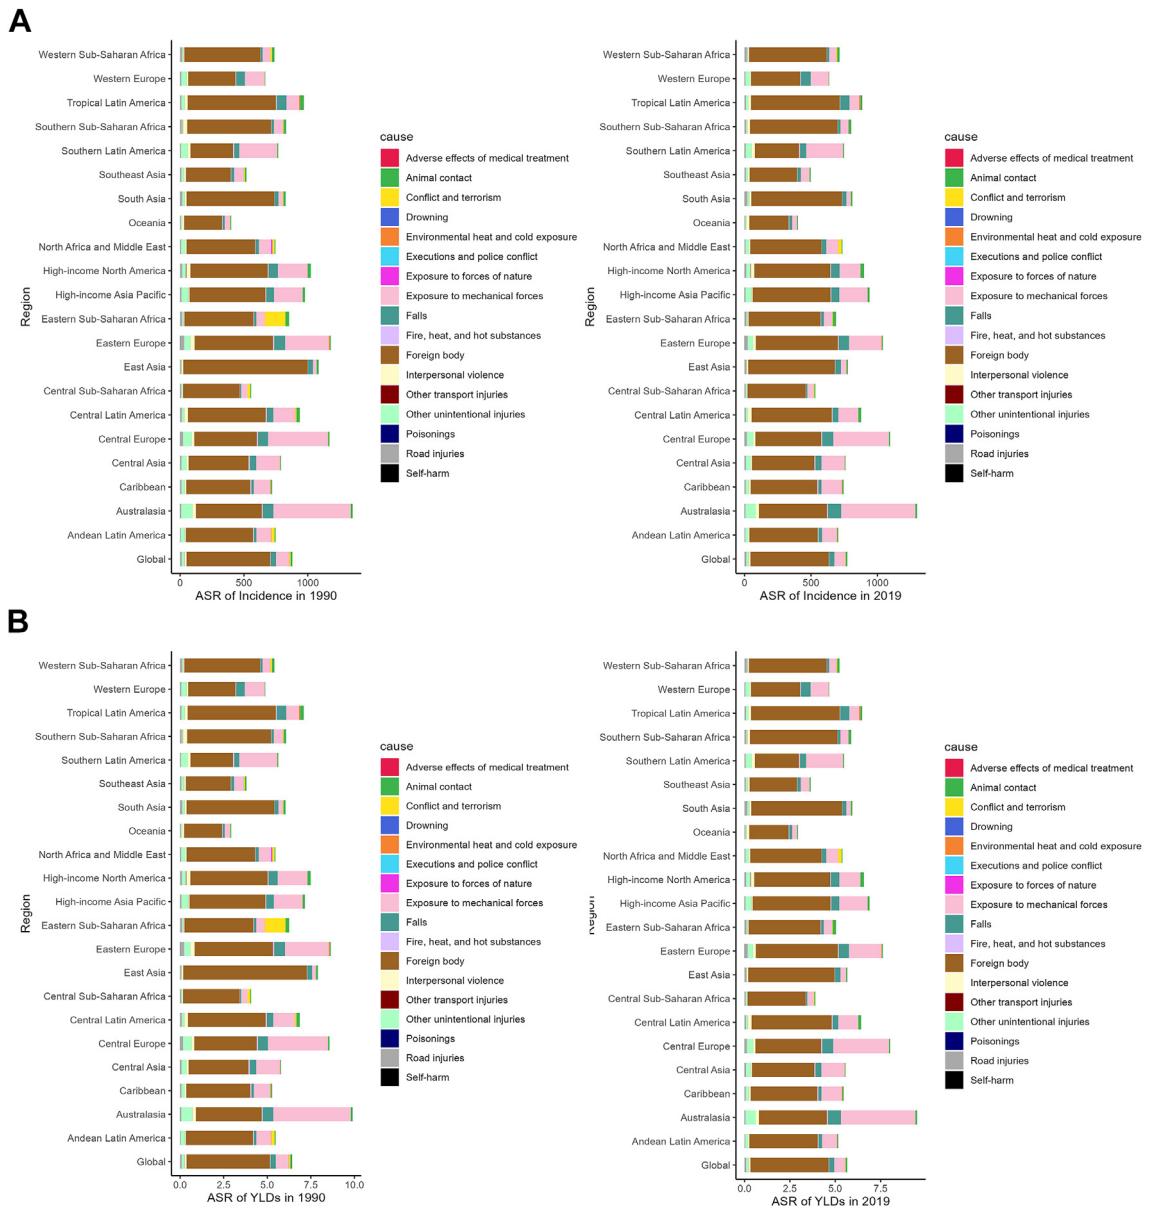 A
Western Sub-Saharan Africa
Western Europe
Tropical Latin America
Southern Sub-Saharan Africa
Southern Latin America
Southeast Asia
South Asia
Oceania
North Africa and Middle East
High-income North America
High-income Asia Pacific
Eastern Sub-Saharan Africa
Eastern Europe
East Asia
Central Sub-Saharan Africa
Central Latin America
Central Europe
Central Asia
Caribbean
Australasia
Andean Latin America
Global
Region
0
500
1000
ASR of Incidence in 1990
cause
Adverse effects of medical treatment
Animal contact
Conflict and terrorism
Drowning
Environmental heat and cold exposure
Executions and police conflict
Exposure to forces of nature
Exposure to mechanical forces
Falls
Fire, heat, and hot substances
Foreign body
Interpersonal violence
Other transport injuries
Other unintentional injuries
Poisonings
Road injuries
Self-harm
Western Sub-Saharan Africa
Western Europe
Tropical Latin America
Southern Sub-Saharan Africa
Southern Latin America
Southeast Asia
South Asia
Oceania
North Africa and Middle East
High-income North America
High-income Asia Pacific
Eastern Sub-Saharan Africa
Eastern Europe
East Asia
Central Sub-Saharan Africa
Central Latin America
Central Europe
Central Asia
Caribbean
Australasia
Andean Latin America
Global
Region
0
500
1000
ASR of Incidence in 2019
cause
Adverse effects of medical treatment
Animal contact
Conflict and terrorism
Drowning
Environmental heat and cold exposure
Executions and police conflict
Exposure to forces of nature
Exposure to mechanical forces
Falls
Fire, heat, and hot substances
Foreign body
Interpersonal violence
Other transport injuries
Other unintentional injuries
Poisonings
Road injuries
Self-harm
B
Western Sub-Saharan Africa
Western Europe
Tropical Latin America
Southern Sub-Saharan Africa
Southern Latin America
Southeast Asia
South Asia
Oceania
North Africa and Middle East
High-income North America
High-income Asia Pacific
Eastern Sub-Saharan Africa
Eastern Europe
East Asia
Central Sub-Saharan Africa
Central Latin America
Central Europe
Central Asia
Caribbean
Australasia
Andean Latin America
Global
Region
0.0
2.5
5.0
7.5
10.0
ASR of YLDs in 1990
cause
Adverse effects of medical treatment
Animal contact
Conflict and terrorism
Drowning
Environmental heat and cold exposure
Executions and police conflict
Exposure to forces of nature
Exposure to mechanical forces
Falls
Fire, heat, and hot substances
Foreign body
Interpersonal violence
Other transport injuries
Other unintentional injuries
Poisonings
Road injuries
Self-harm
Western Sub-Saharan Africa
Western Europe
Tropical Latin America
Southern Sub-Saharan Africa
Southern Latin America
Southeast Asia
South Asia
Oceania
North Africa and Middle East
High-income North America
High-income Asia Pacific
Eastern Sub-Saharan Africa
Eastern Europe
East Asia
Central Sub-Saharan Africa
Central Latin America
Central Europe
Central Asia
Caribbean
Australasia
Andean Latin America
Global
Region
0.0
2.5
5.0
7.5
ASR of YLDs in 2019
cause
Adverse effects of medical treatment
Animal contact
Conflict and terrorism
Drowning
Environmental heat and cold exposure
Executions and police conflict
Exposure to forces of nature
Exposure to mechanical forces
Falls
Fire, heat, and hot substances
Foreign body
Interpersonal violence
Other transport injuries
Other unintentional injuries
Poisonings
Road injuries
Self-harm